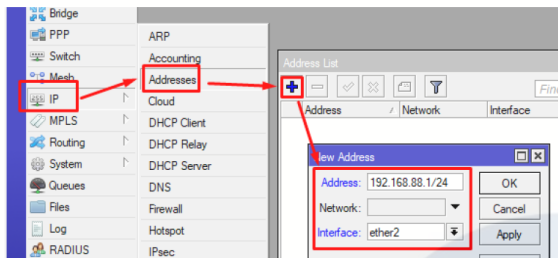 Bridge
PPP
Switch
Mesh
IP
MPLS
Routing
System
Queues
Files
Log
RADIUS
ARP
Accounting
Addresses
Cloud
DHCP Client
DHCP Relay
DHCP Server
DNS
Firewall
Hotspot
IPsec
Address List
Find
Address / Network Interface
New Address
Address: 192.168.88.1/24
Network:
Interface: ether2
OK
Cancel
Apply